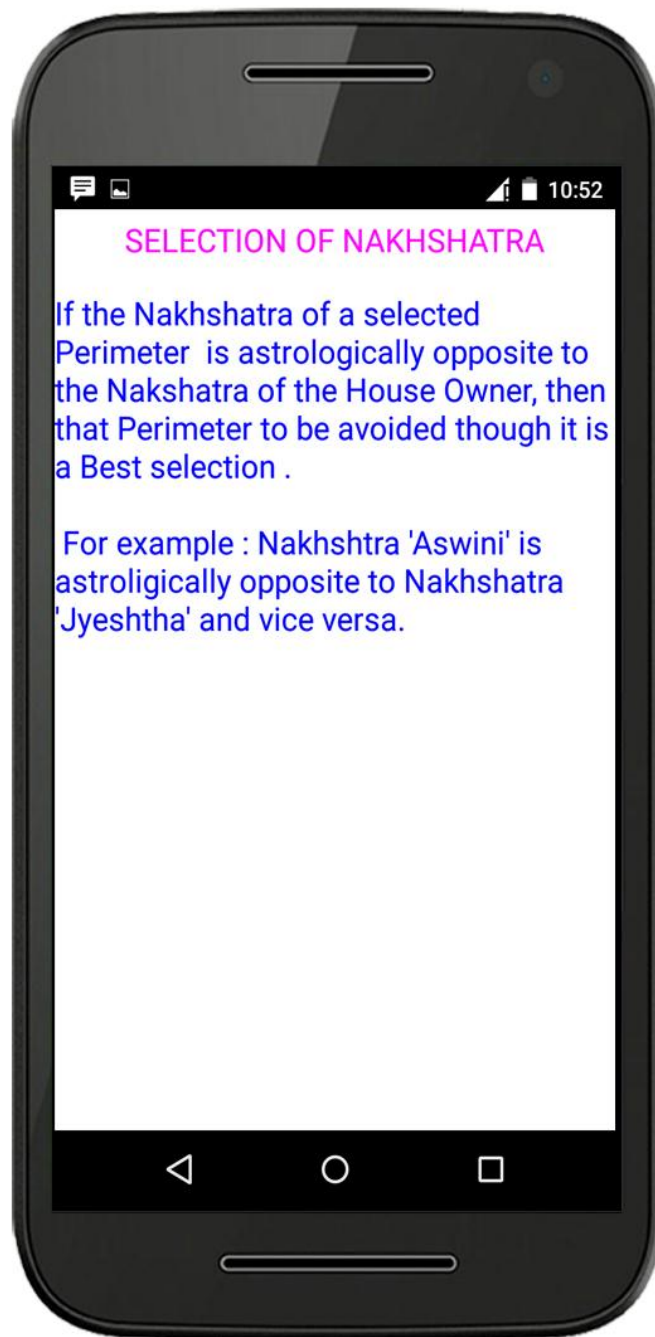 10:52
SELECTION OF NAKHSHATRA
If the Nakhshatra of a selected
Perimeter  is astrologically opposite to
the Nakshatra of the House Owner, then
that Perimeter to be avoided though it is
a Best selection .
For example : Nakhshtra 'Aswini' is
astroligically opposite to Nakhshatra
'Jyeshtha' and vice versa.